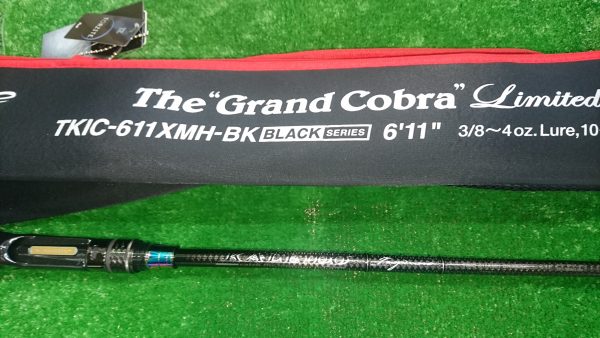 The "Grand Cobra" Limited
TKIC-611XMH-BK BLACK SERIES 6'11" 3/8～4oz. Lure, 10